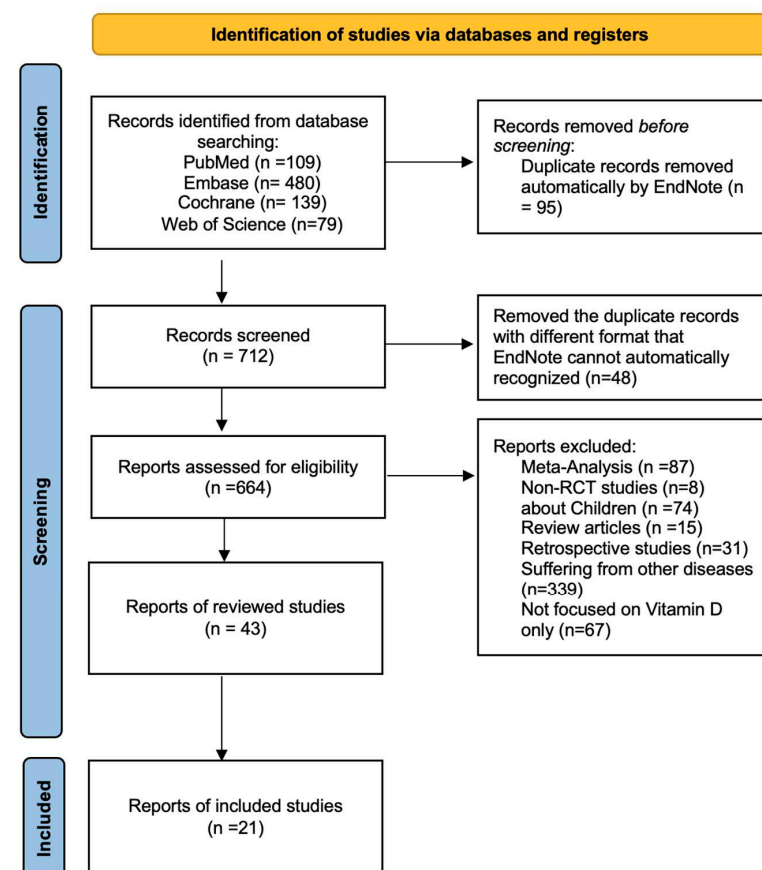 Identification of studies via databases and registers
Identification
Records identified from database
searching:
PubMed (n =109)
Embase (n= 480)
Cochrane (n= 139)
Web of Science (n=79)
Records removed before
screening:
Duplicate records removed
automatically by EndNote (n
= 95)
Screening
Records screened
(n = 712)
Removed the duplicate records
with different format that
EndNote cannot automatically
recognized (n=48)
Reports assessed for eligibility
(n =664)
Reports excluded:
Meta-Analysis (n =87)
Non-RCT studies (n=8)
about Children (n =74)
Review articles (n =15)
Retrospective studies (n=31)
Suffering from other diseases
(n=339)
Not focused on Vitamin D
only (n=67)
Reports of reviewed studies
(n = 43)
Included
Reports of included studies
(n =21)